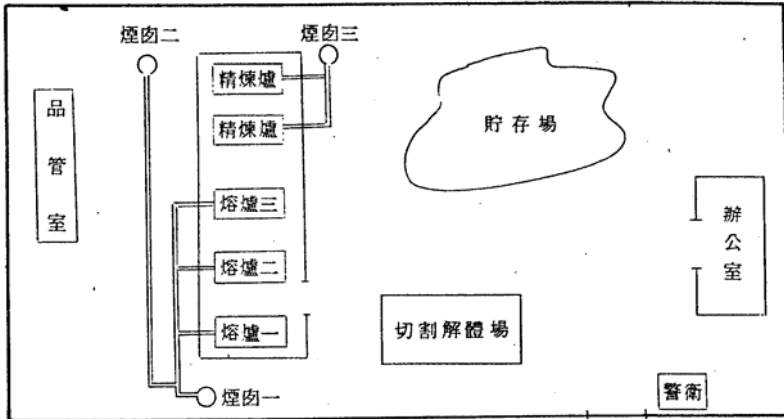 煙囪二
煙囪三
精煉爐
精煉爐
品管室
貯存場
熔爐三
辦公室
熔爐二
熔爐一
切割解體場
煙囪一
警衛